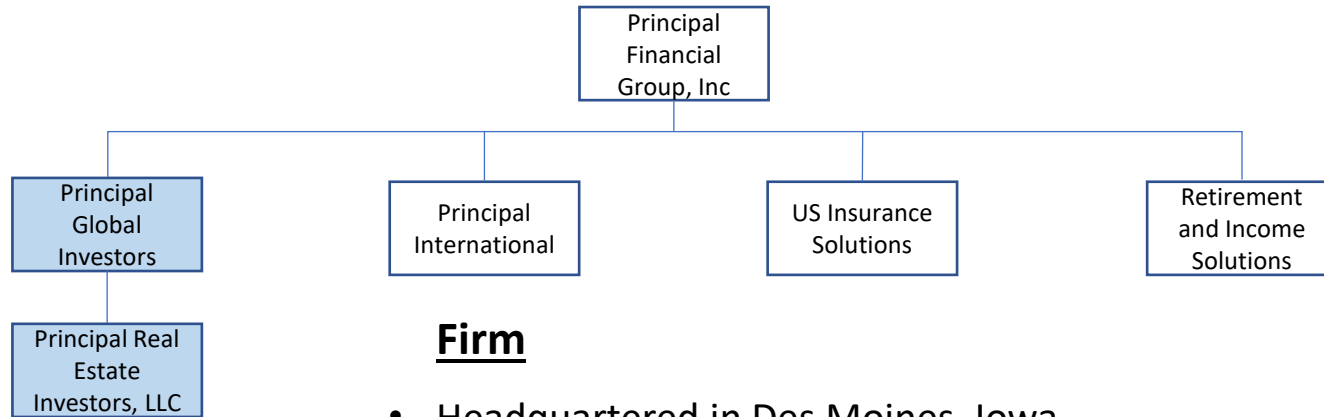 Principal
Financial
Group, Inc
Principal
Global
Investors
Principal
International
US Insurance
Solutions
Retirement
and Income
Solutions
Principal Real
Estate
Investors, LLC
Firm
• Headquartered in Des Moines, Iowa